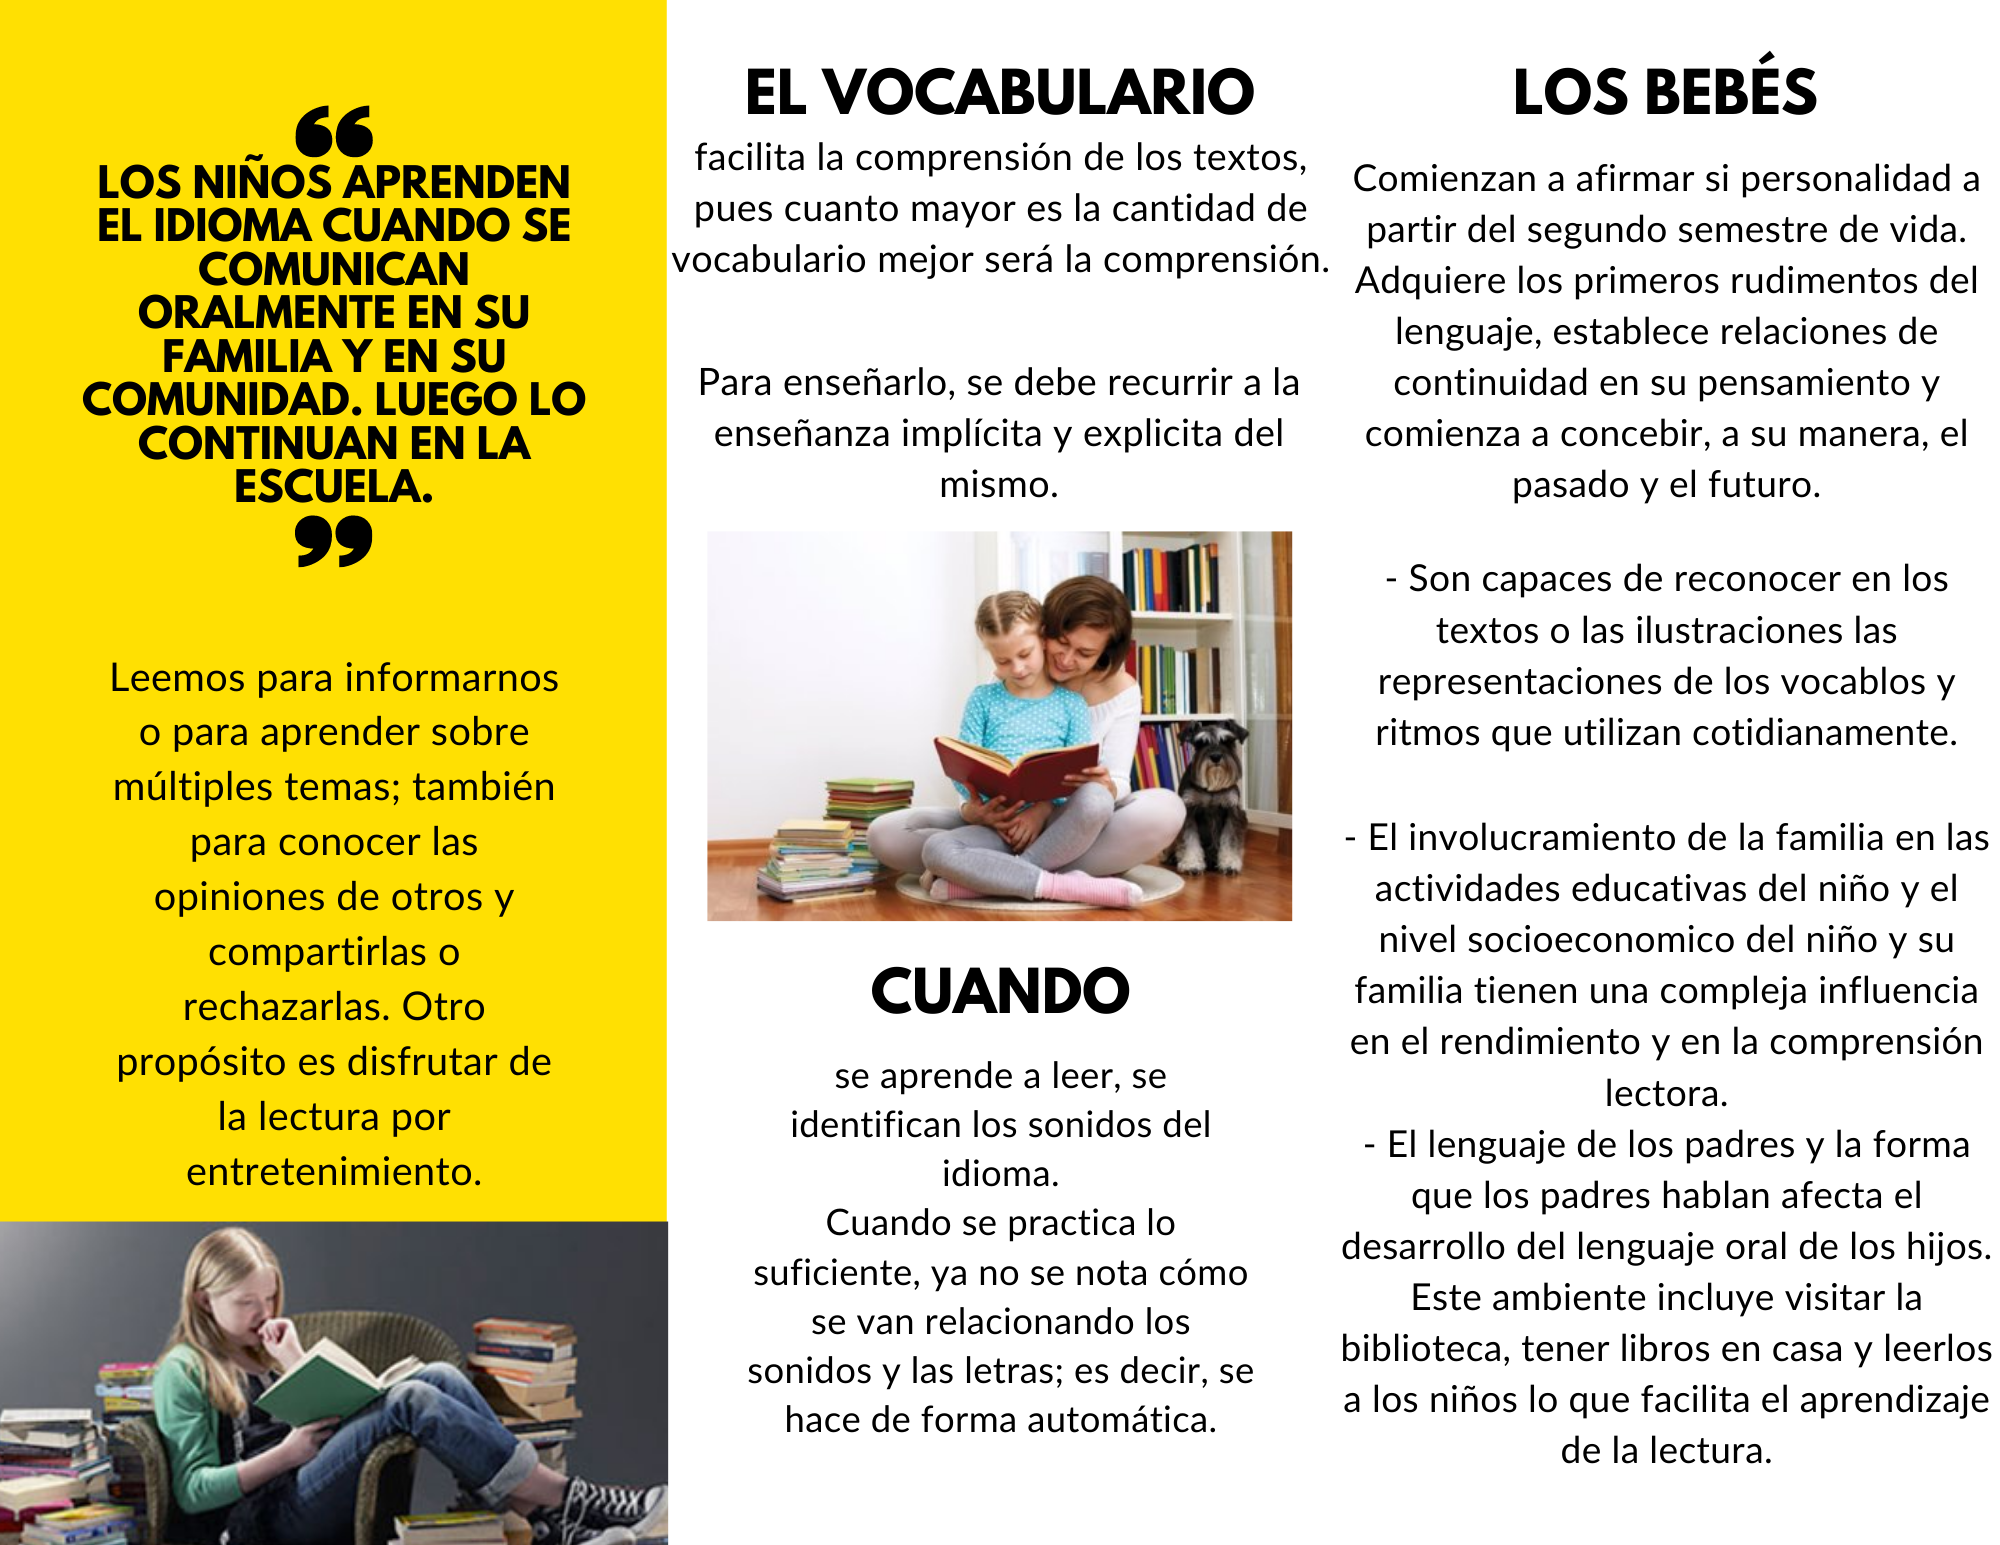 “
LOS NIÑOS APRENDEN
EL IDIOMA CUANDO SE
COMUNICAN
ORALMENTE EN SU
FAMILIA Y EN SU
COMUNIDAD. LUEGO LO
CONTINUAN EN LA
ESCUELA.
”
Leemos para informarnos
o para aprender sobre
múltiples temas; también
para conocer las
opiniones de otros y
compartirlas o
rechazarlas. Otro
propósito es disfrutar de
la lectura por
entretenimiento.
EL VOCABULARIO
facilita la comprensión de los textos,
pues cuanto mayor es la cantidad de
vocabulario mejor será la comprensión.
Para enseñarlo, se debe recurrir a la
enseñanza implícita y explicita del
mismo.
CUANDO
se aprende a leer, se
identifican los sonidos del
idioma.
Cuando se practica lo
suficiente, ya no se nota cómo
se van relacionando los
sonidos y las letras; es decir, se
hace de forma automática.
LOS BEBÉS
Comienzan a afirmar si personalidad a
partir del segundo semestre de vida.
Adquiere los primeros rudimentos del
lenguaje, establece relaciones de
continuidad en su pensamiento y
comienza a concebir, a su manera, el
pasado y el futuro.
- Son capaces de reconocer en los
textos o las ilustraciones las
representaciones de los vocablos y
ritmos que utilizan cotidianamente.
- El involucramiento de la familia en las
actividades educativas del niño y el
nivel socioeconomico del niño y su
familia tienen una compleja influencia
en el rendimiento y en la comprensión
lectora.
- El lenguaje de los padres y la forma
que los padres hablan afecta el
desarrollo del lenguaje oral de los hijos.
Este ambiente incluye visitar la
biblioteca, tener libros en casa y leerlos
a los niños lo que facilita el aprendizaje
de la lectura.